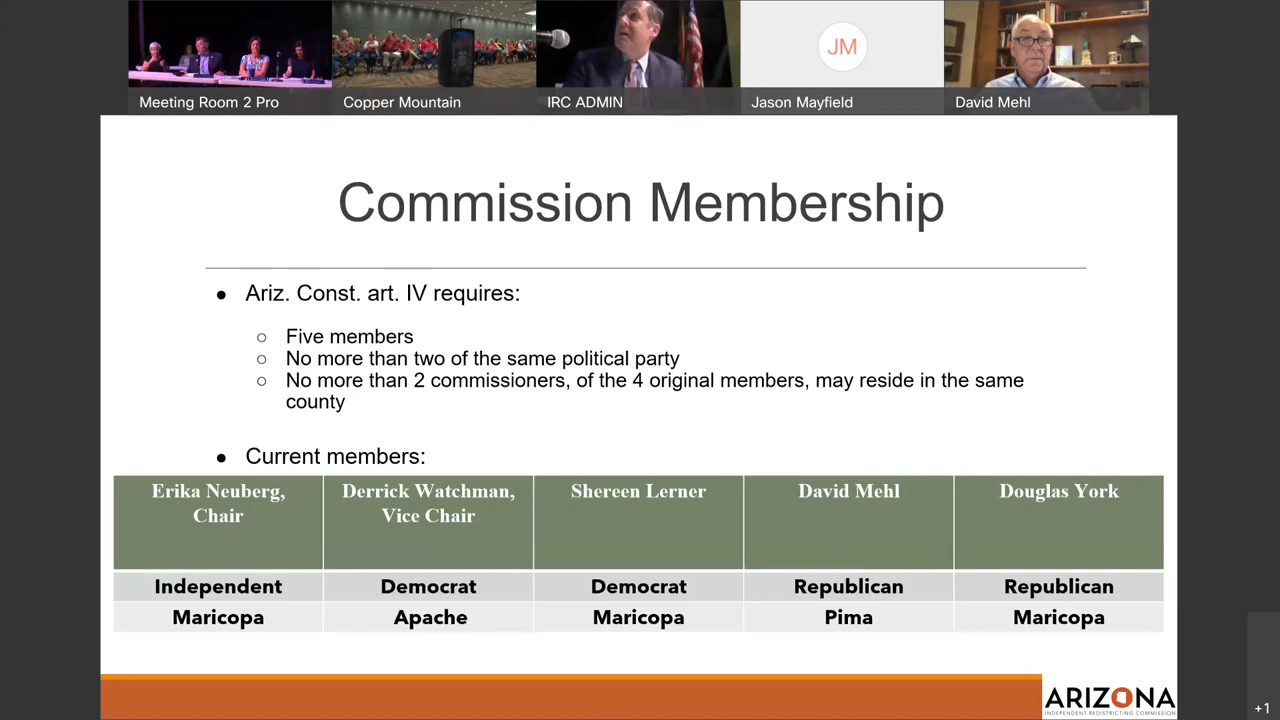 Meeting Room 2 Pro
Copper Mountain
IRC ADMIN
JM
Jason Mayfield
David Mehl
Commission Membership
● Ariz. Const. art. IV requires:
○ Five members
○ No more than two of the same political party
○ No more than 2 commissioners, of the 4 original members, may reside in the same
county
● Current members:
Erika Neuberg,
Chair
Derrick Watchman,
Vice Chair
Shereen Lerner
David Mehl
Douglas York
Independent
Democrat
Democrat
Republican
Republican
Maricopa
Apache
Maricopa
Pima
Maricopa
ARIZONA
INDEPENDENT REDISTRICTING COMMISSION
+1